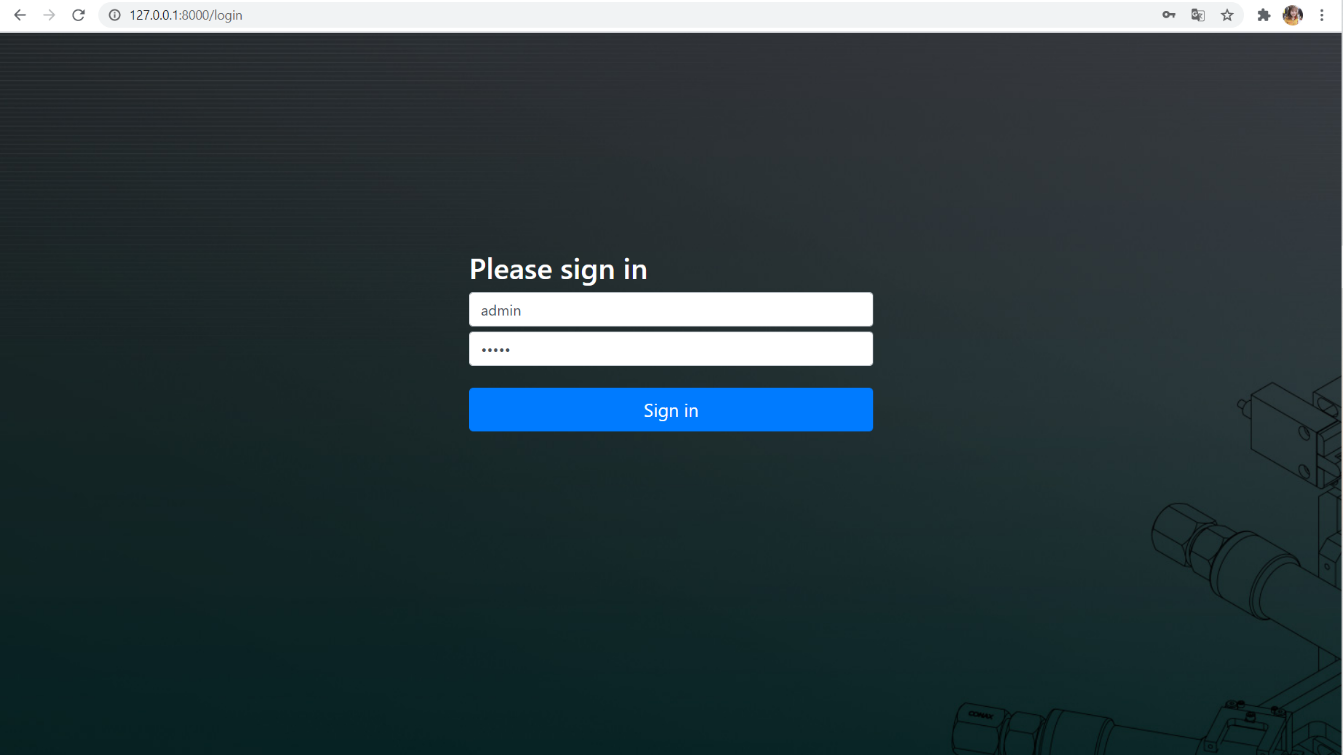 127.0.0.1:8000/login
Please sign in
admin
•••••
Sign in